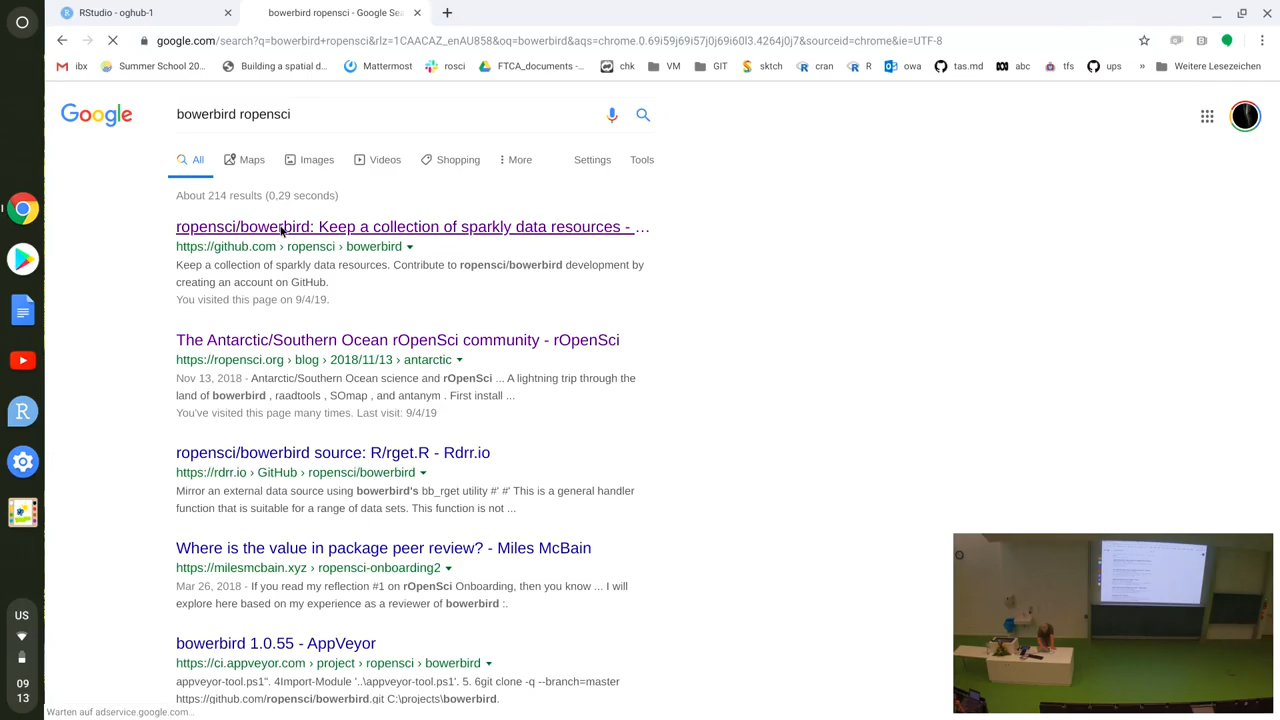 RStudio - oghub-1
bowerbird ropensci - Google Sea
google.com/search?q=bowerbird+ropensci&rlz=1CAACAZ_enAU858&oq=bowerbird&aqs=chrome.0.69i59j69i57j0j69i60l3.4264j0j7&sourceid=chrome&ie=UTF-8
ibx
Summer School 20...
Building a spatial d...
Mattermost
rosci
FTCA_documents -...
chk
VM
GIT
sktch
cran
R
owa
tas.md
abc
tfs
ups
»
Weitere Lesezeichen
Google
bowerbird ropensci
All
Maps
Images
Videos
Shopping
More
Settings
Tools
About 214 results (0,29 seconds)
ropensci/bowerbird: Keep a collection of sparkly data resources - ...
https://github.com › ropensci › bowerbird
Keep a collection of sparkly data resources. Contribute to ropensci/bowerbird development by
creating an account on GitHub.
You visited this page on 9/4/19.
The Antarctic/Southern Ocean rOpenSci community - rOpenSci
https://ropensci.org › blog › 2018/11/13 › antarctic
Nov 13, 2018 - Antarctic/Southern Ocean science and rOpenSci ... A lightning trip through the
land of bowerbird , raadtools , SOmap , and antanym . First install ...
You've visited this page many times. Last visit: 9/4/19
ropensci/bowerbird source: R/rget.R - Rdrr.io
https://rdrr.io › GitHub › ropensci/bowerbird
Mirror an external data source using bowerbird's bb_rget utility #' #' This is a general handler
function that is suitable for a range of data sets. This function is not ...
Where is the value in package peer review? - Miles McBain
https://milesmcbain.xyz › ropensci-onboarding2
Mar 26, 2018 - If you read my reflection #1 on rOpenSci Onboarding, then you know ... I will
explore here based on my experience as a reviewer of bowerbird :.
bowerbird 1.0.55 - AppVeyor
https://ci.appveyor.com › project › ropensci › bowerbird
appveyor-tool.ps1". 4Import-Module '..\appveyor-tool.ps1'. 5. 6git clone -q --branch=master
https://github.com/ropensci/bowerbird.git C:\projects\bowerbird.
Warten auf adservice.google.com...
R
US
09
13